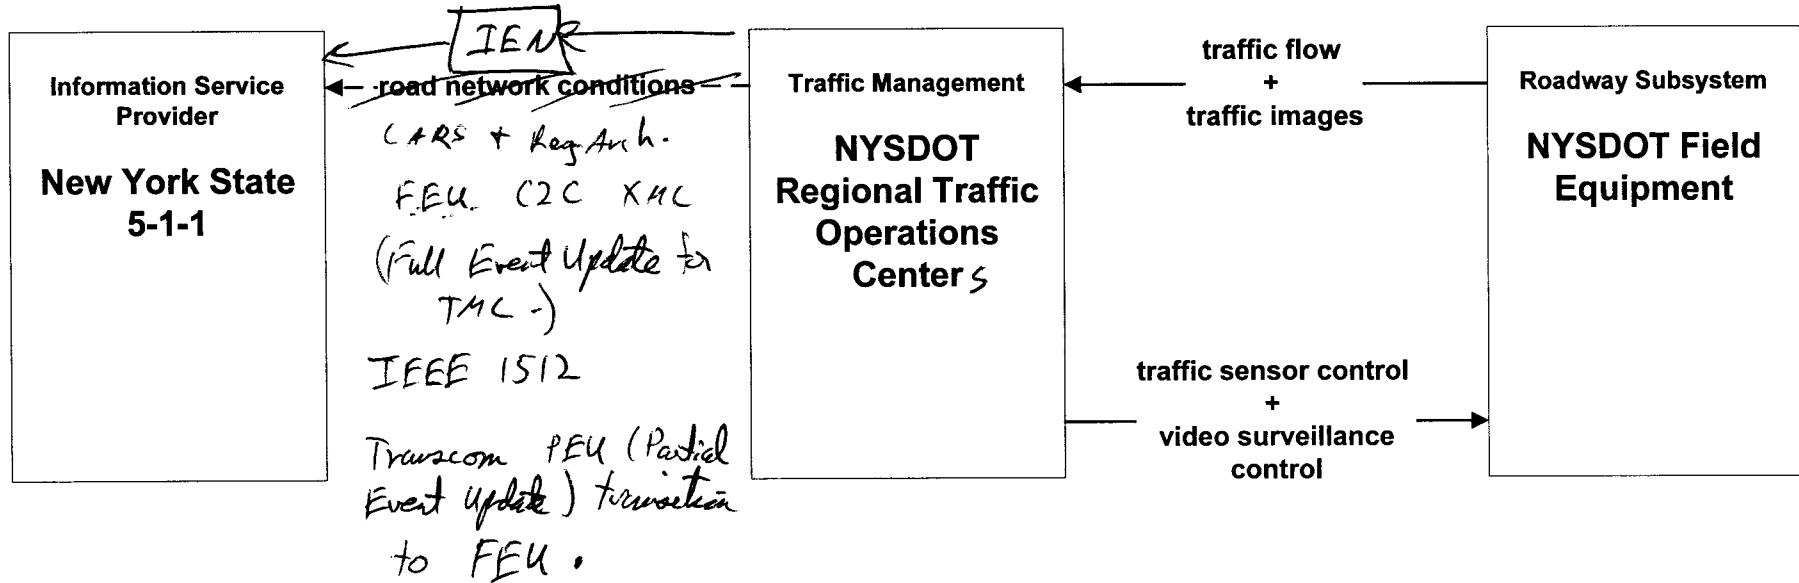 IEN
Information Service
Provider
New York State
5-1-1
road network conditions
CARS + Reg Arch.
FEU C2C XML
(Full Event Update for
TMC.)
IEEE 1512
Transcom PEU (Partial
Event Update) transition
to FEU.
Traffic Management
NYSDOT
Regional Traffic
Operations
Centers
traffic flow
+
traffic images
traffic sensor control
+
video surveillance
control
Roadway Subsystem
NYSDOT Field
Equipment